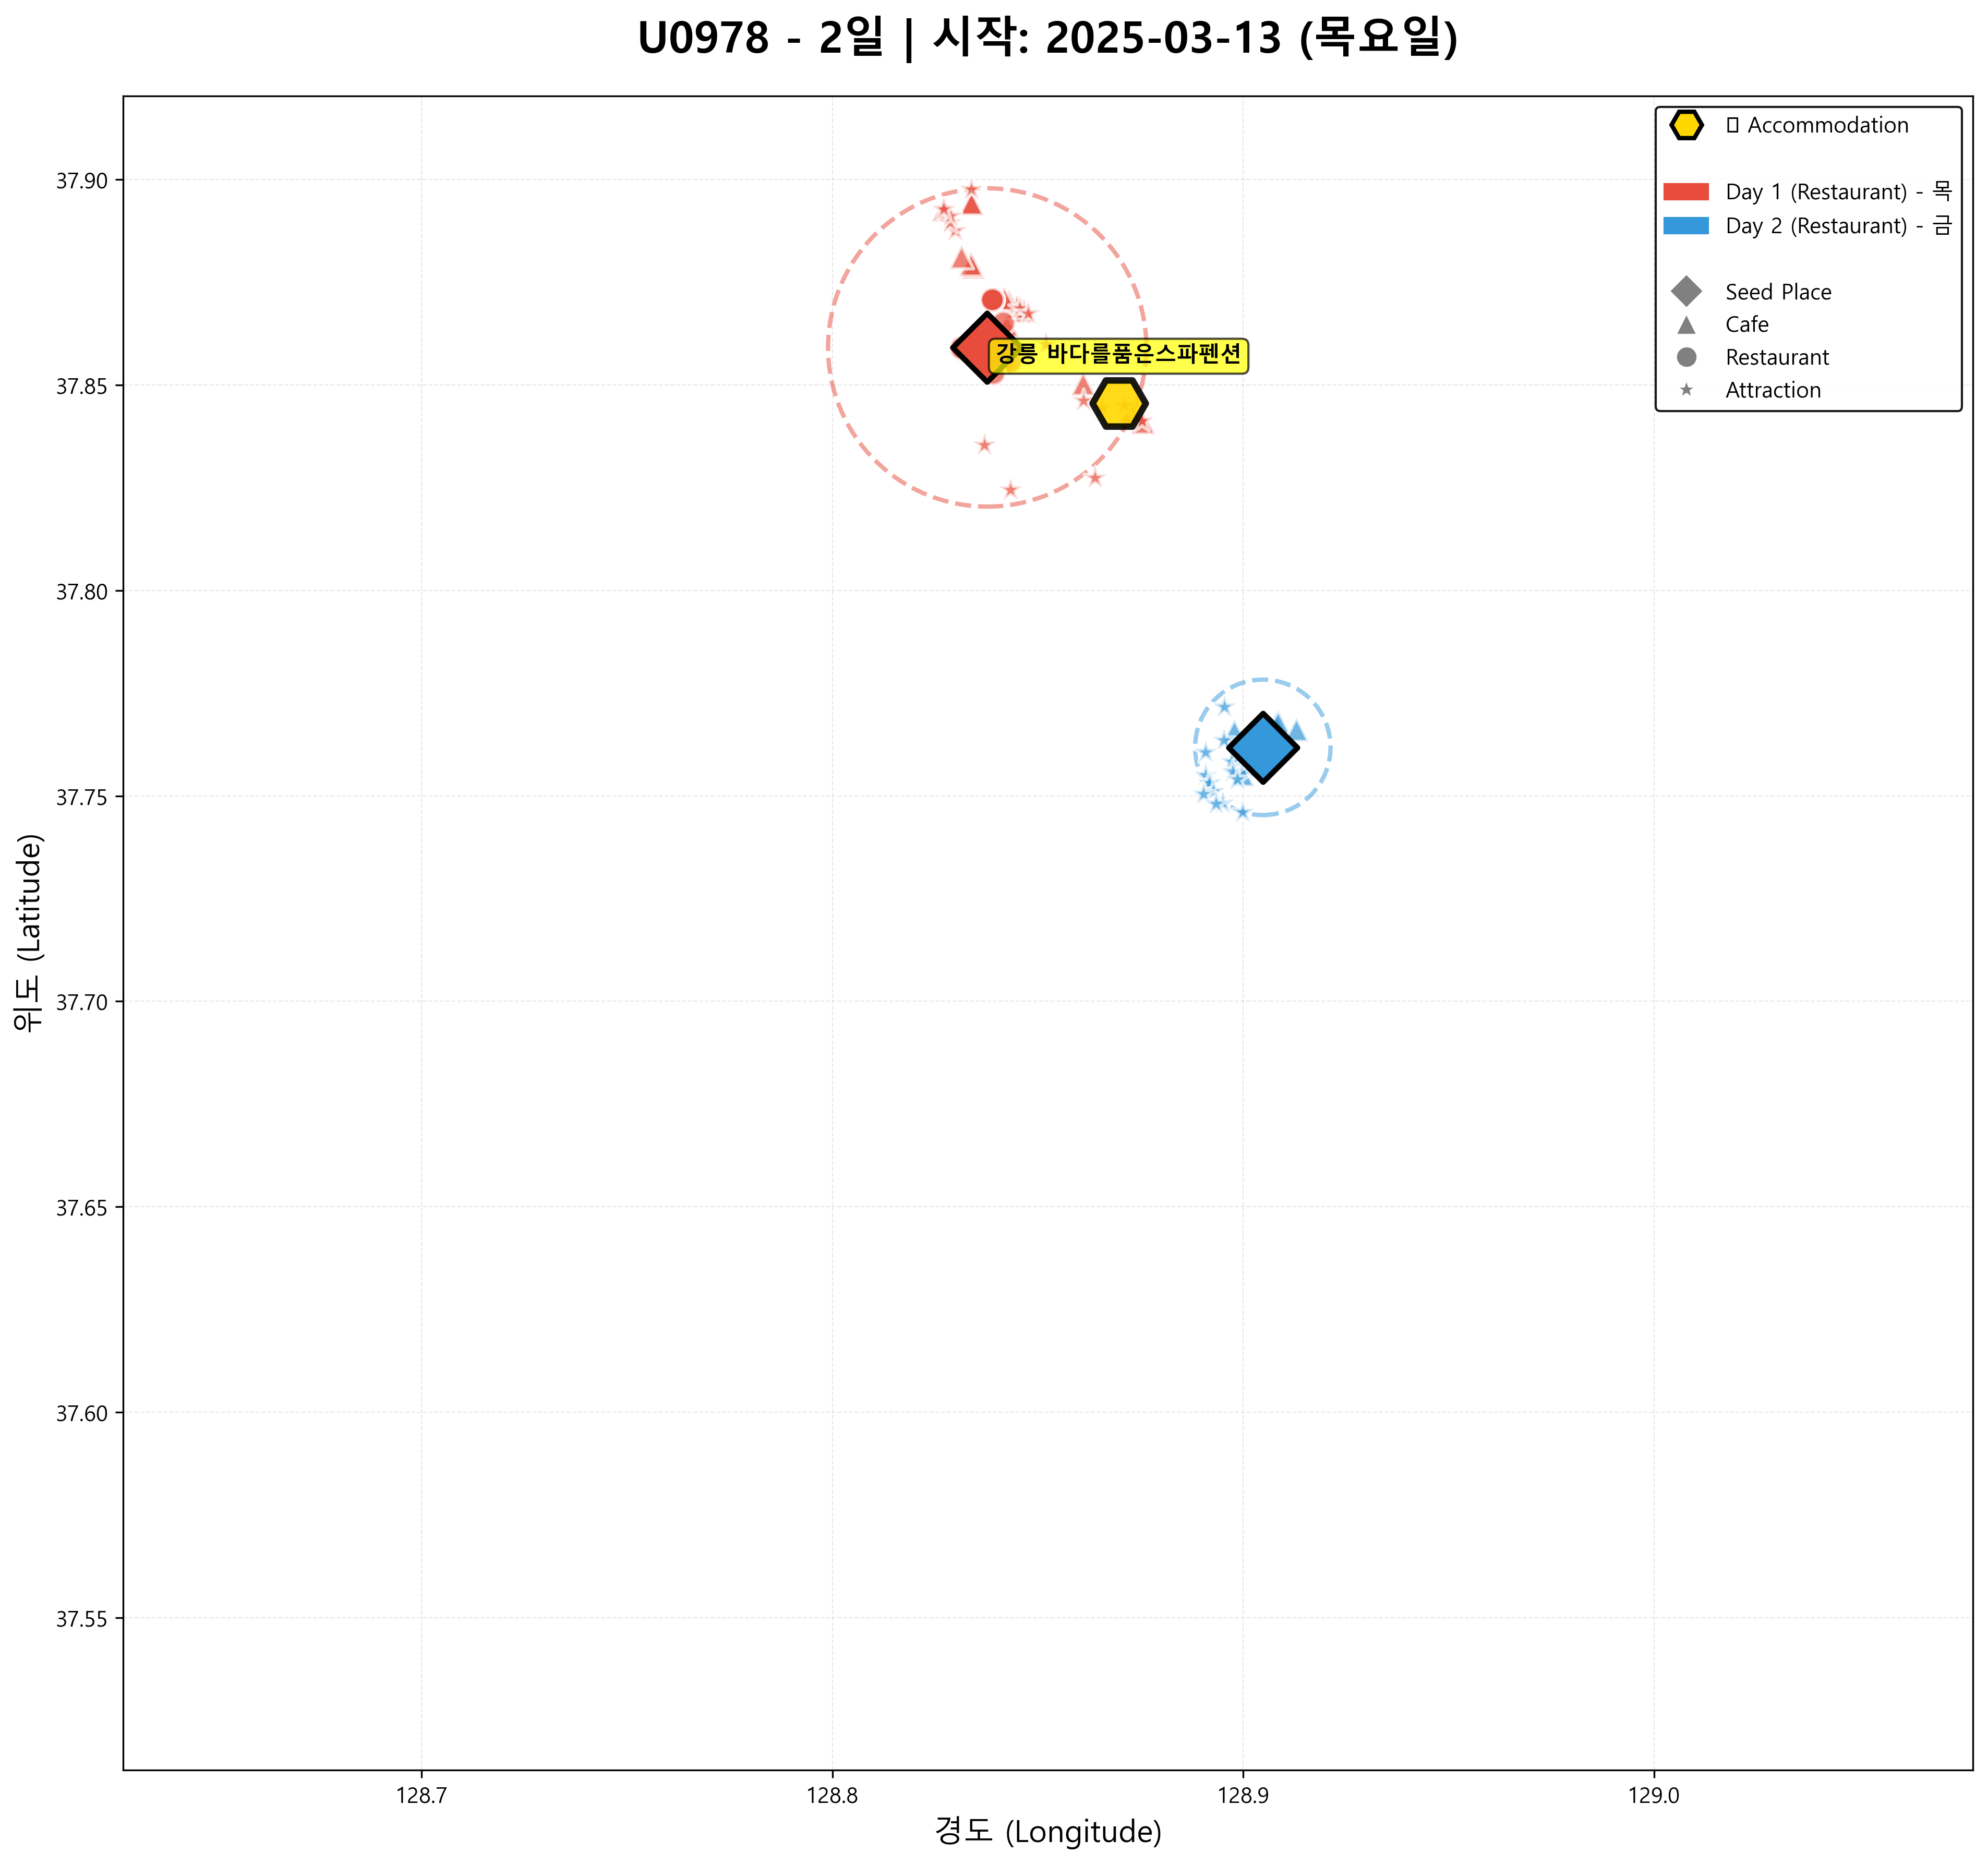 U0978 - 2일 | 시작: 2025-03-13 (목요일)
Accommodation
Day 1 (Restaurant) - 목
Day 2 (Restaurant) - 금
Seed Place
Cafe
Restaurant
Attraction
강릉 바다를품은스파펜션
위도 (Latitude)
37.90
37.85
37.80
37.75
37.70
37.65
37.60
37.55
128.7
128.8
128.9
129.0
경도 (Longitude)